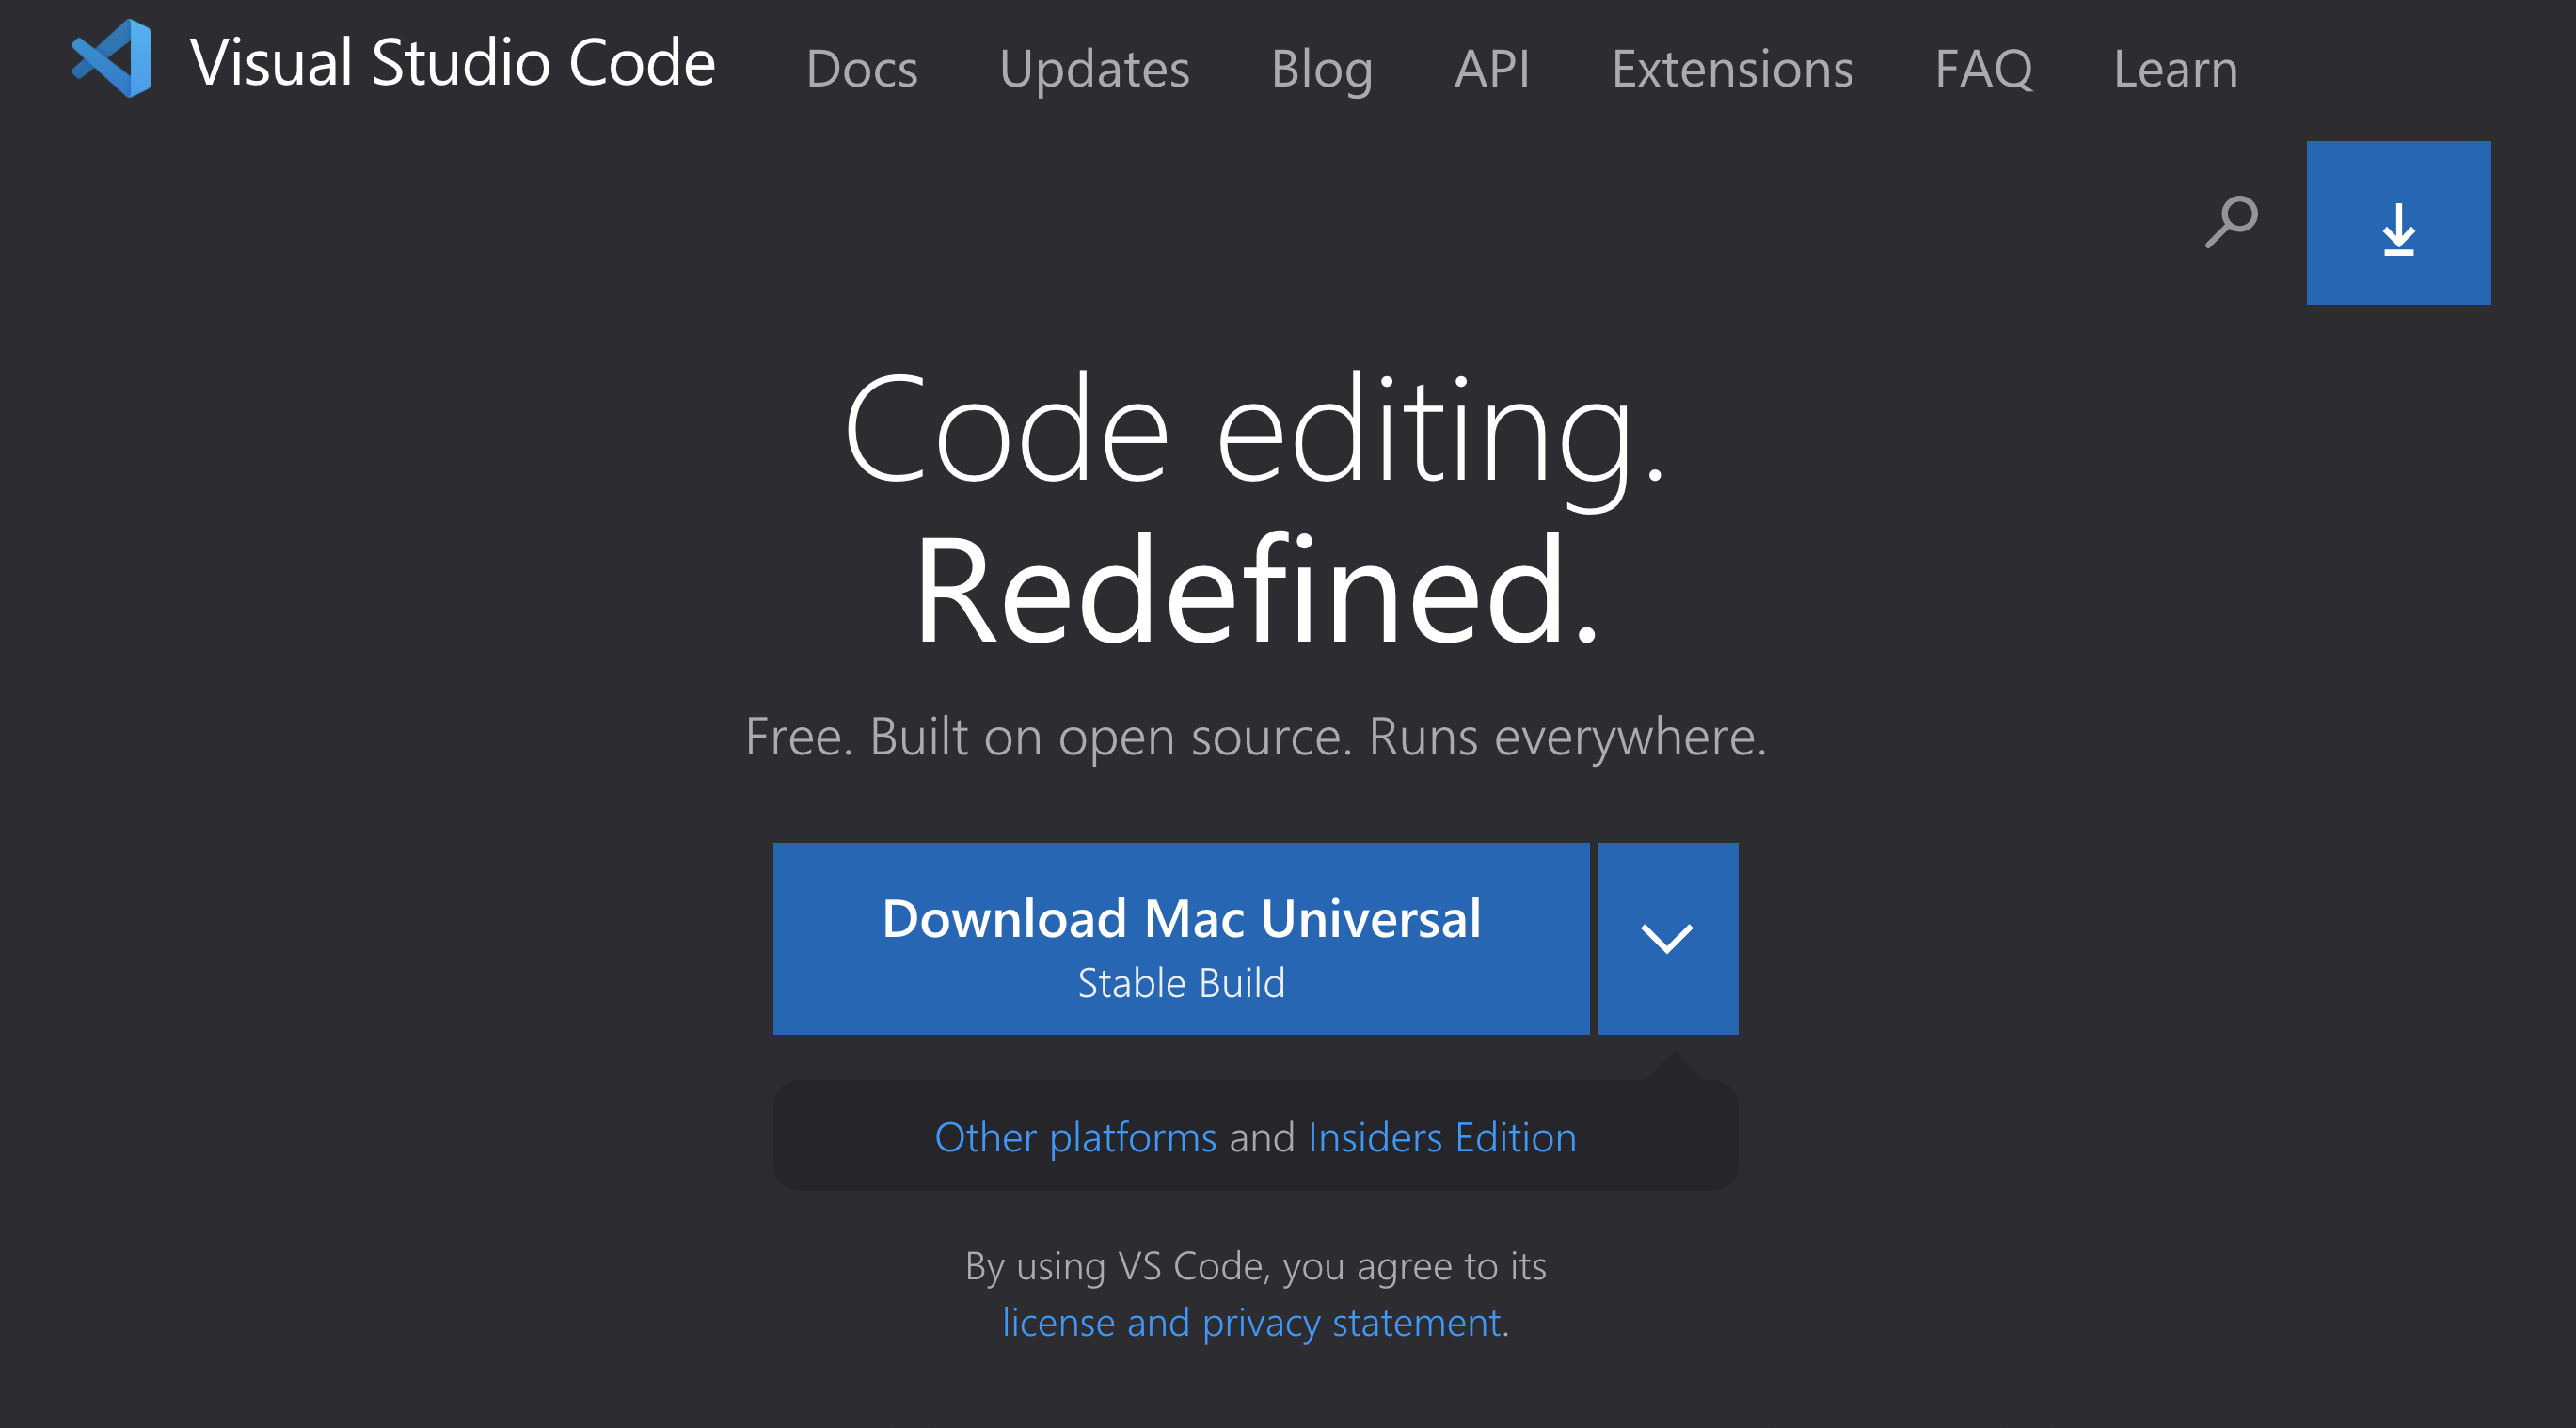 Visual Studio Code Docs Updates Blog API Extensions FAQ Learn
Code editing.
Redefined.
Free. Built on open source. Runs everywhere.
Download Mac Universal
Stable Build
Other platforms and Insiders Edition
By using VS Code, you agree to its
license and privacy statement.